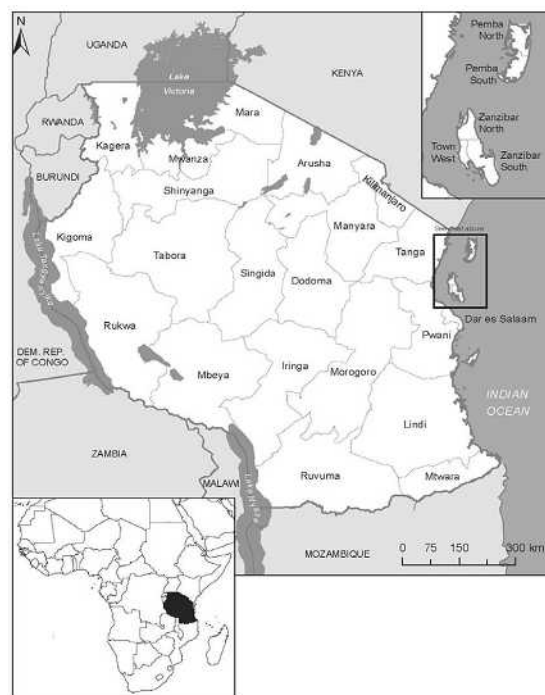 N
UGANDA
KENYA
Lake
Victoria
RWANDA
BURUNDI
Kagera
Mara
Mwanza
Arusha
Shinyanga
Kilimanjaro
Kigoma
Tabora
Manyara
Tanga
Singida
Dodoma
Rukwa
Dar es Salaam
Pwani
Mbeya
Iringa
Morogoro
Lindi
Ruvuma
Mtwara
DEM. REP.
OF CONGO
ZAMBIA
MALAWI
MOZAMBIQUE
INDIAN
OCEAN
Pemba
North
Pemba
South
Zanzibar
North
Town
West
Zanzibar
South
0 75 150 300 km